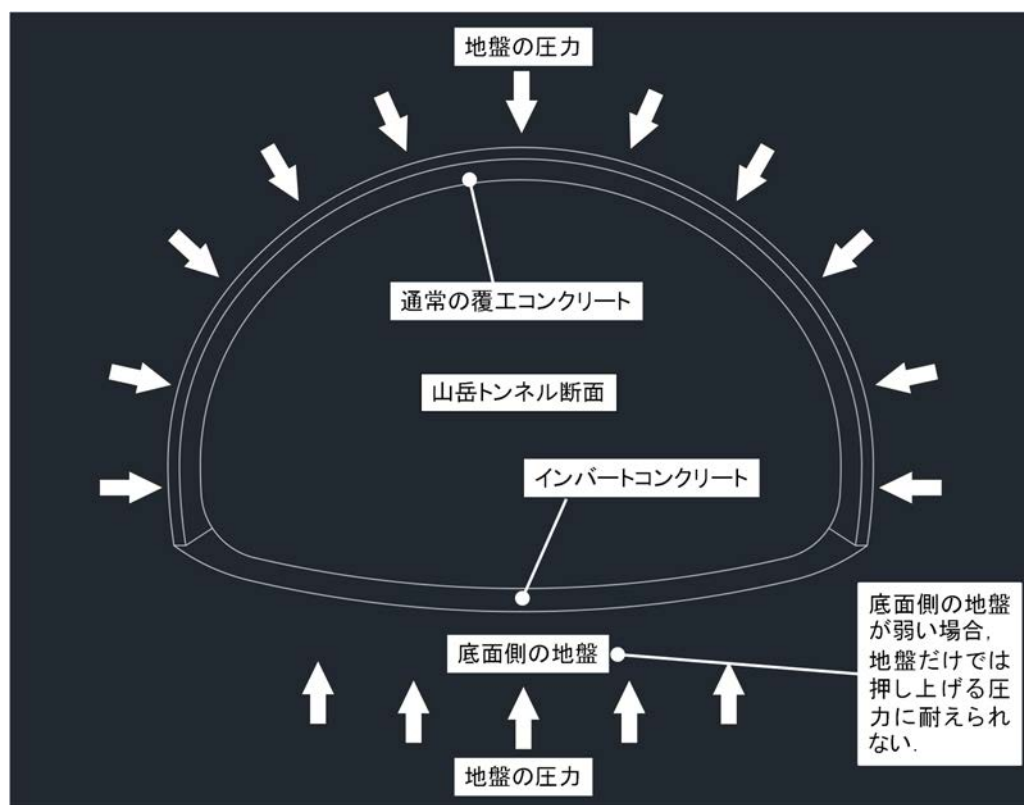 地盤の圧力
通常の覆工コンクリート
山岳トンネル断面
インバートコンクリート
底面側の地盤
底面側の地盤
が弱い場合,
地盤だけでは
押し上げる圧
力に耐えられ
ない.
地盤の圧力